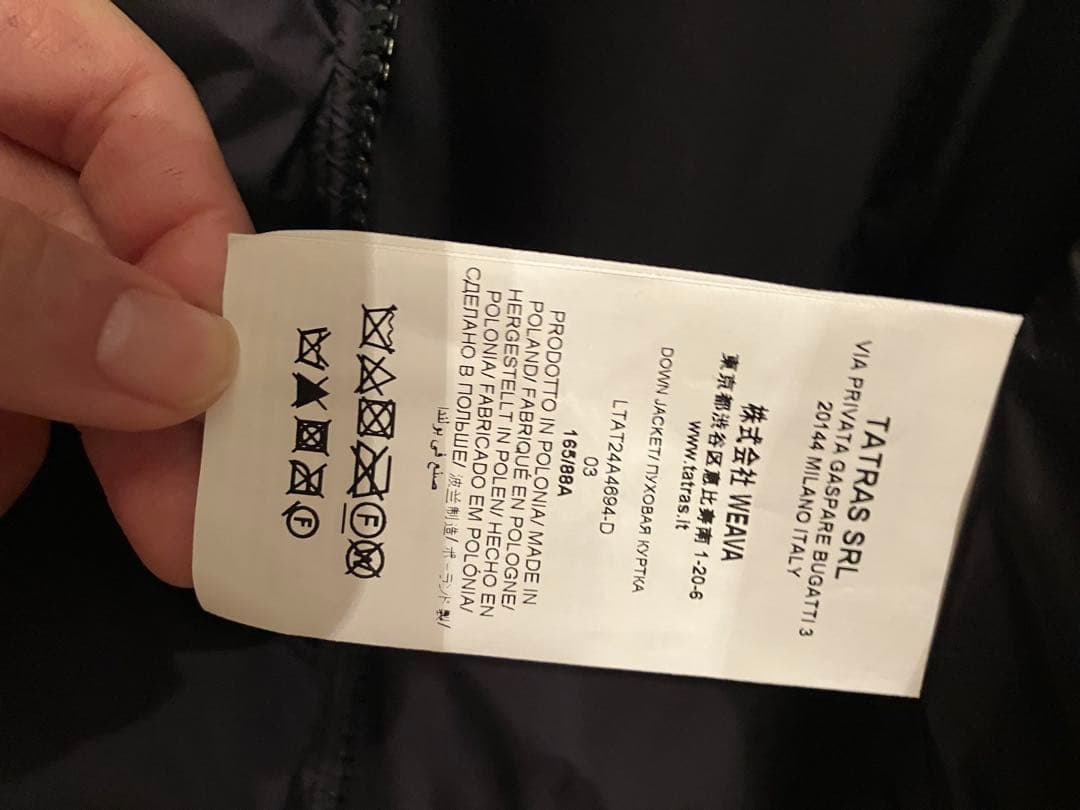 TATRAS SRL
VIA PRIVATA GASPARE BUGATTI 3
20144 MILANO ITALY
株式会社 WEAVA
東京都渋谷区恵比寿南 1-20-6
www.tatras.it
DOWN JACKET/ ПУХОВАЯ КУРТКА
LTAT24A4694-D
03
165/88A
PRODOTTO IN POLONIA/ MADE IN
POLAND/ FABRIQUÉ EN POLOGNE/
HERGESTELLT IN POLEN/ HECHO EN
POLONIA/ FABRICADO EM POLÓNIA/
СДЕЛАНО В ПОЛЬШЕ/ 波兰制造/ ポーランド製/
صنع في بولندا
F W
F